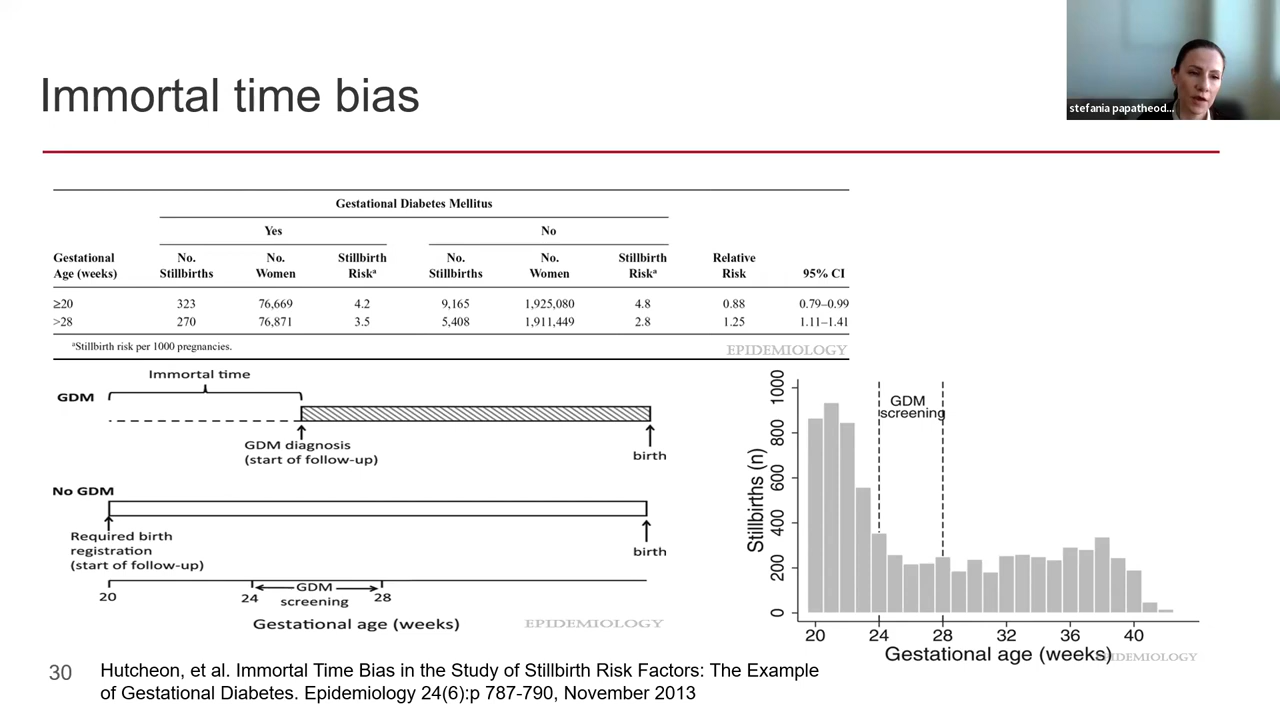 stefania papatheod...
Immortal time bias
Gestational Diabetes Mellitus
Yes No
Gestational No. No. Stillbirth No. No. Stillbirth Relative
Age (weeks) Stillbirths Women Riskᵃ Stillbirths Women Riskᵃ Risk 95% CI
≥20 323 76,669 4.2 9,165 1,925,080 4.8 0.88 0.79–0.99
>28 270 76,871 3.5 5,408 1,911,449 2.8 1.25 1.11–1.41
ᵃStillbirth risk per 1000 pregnancies.
EPIDEMIOLOGY
Immortal time
GDM
GDM diagnosis
(start of follow-up)
birth
No GDM
Required birth
registration
(start of follow-up)
birth
20 24 GDM 28
screening
Gestational age (weeks)
EPIDEMIOLOGY
Stillbirths (n)
1000
800
600
400
200
0
GDM
screening
20 24 28 32 36 40
Gestational age (weeks)
EPIDEMIOLOGY
30
Hutcheon, et al. Immortal Time Bias in the Study of Stillbirth Risk Factors: The Example
of Gestational Diabetes. Epidemiology 24(6):p 787-790, November 2013